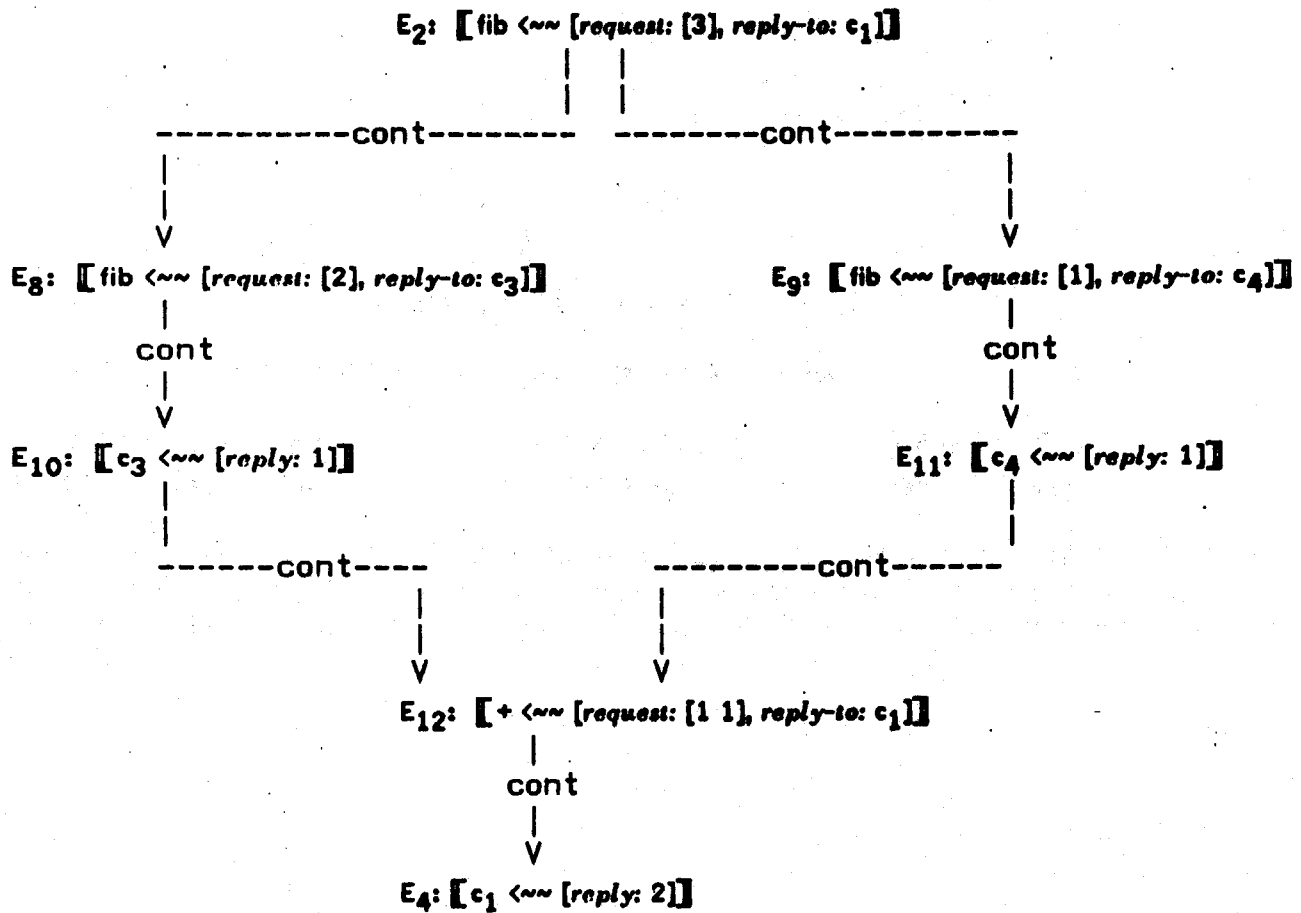 E₂: ⟦fib <~~ [request: [3], reply-to: c₁]⟧
cont cont
E₈: ⟦fib <~~ [request: [2], reply-to: c₃]⟧ E₉: ⟦fib <~~ [request: [1], reply-to: c₄]⟧
cont cont
E₁₀: ⟦c₃ <~~ [reply: 1]⟧ E₁₁: ⟦c₄ <~~ [reply: 1]⟧
cont cont
E₁₂: ⟦+ <~~ [request: [1 1], reply-to: c₁]⟧
cont
E₄: ⟦c₁ <~~ [reply: 2]⟧